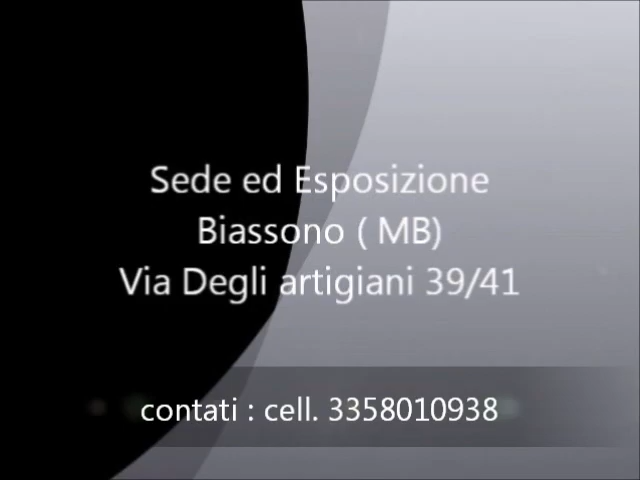 Sede ed Esposizione
Biassono ( MB)
Via Degli artigiani 39/41
contati : cell. 3358010938